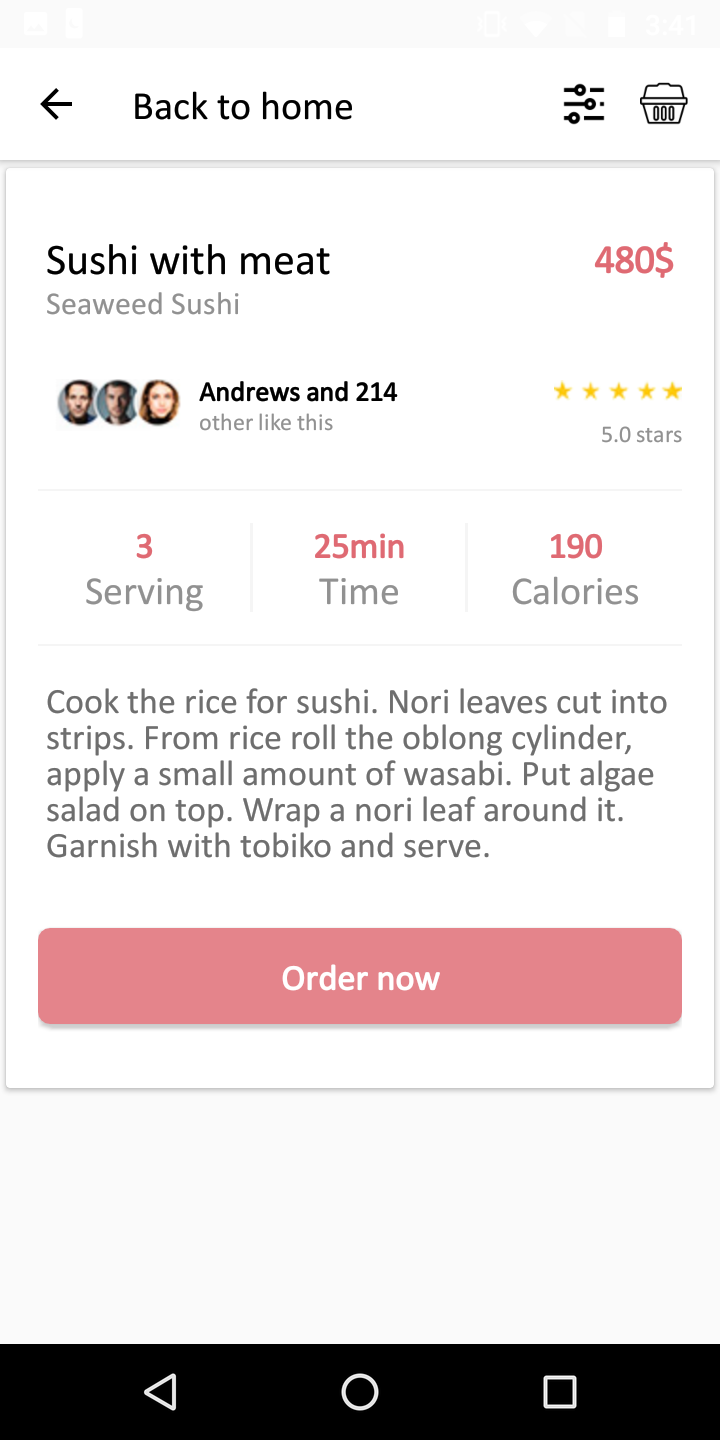 3:41
Back to home
Sushi with meat
480$
Seaweed Sushi
Andrews and 214
other like this
5.0 stars
3
Serving
25min
Time
190
Calories
Cook the rice for sushi. Nori leaves cut into
strips. From rice roll the oblong cylinder,
apply a small amount of wasabi. Put algae
salad on top. Wrap a nori leaf around it.
Garnish with tobiko and serve.
Order now